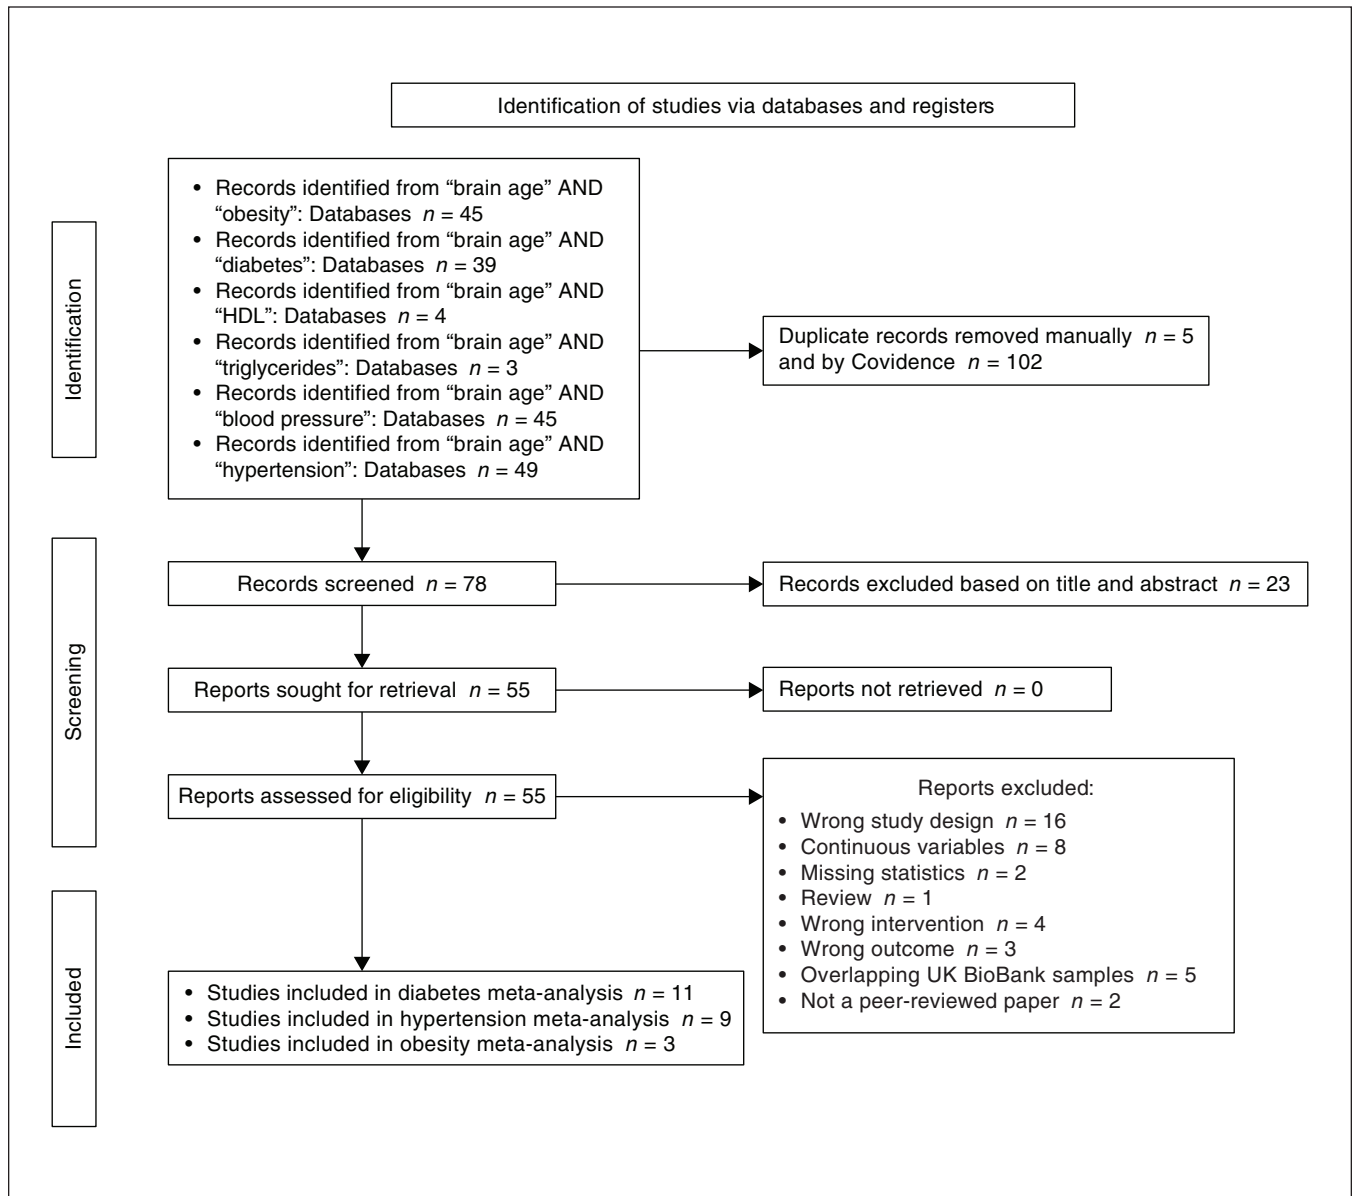 Identification of studies via databases and registers
Identification
• Records identified from “brain age” AND
“obesity”: Databases n = 45
• Records identified from “brain age” AND
“diabetes”: Databases n = 39
• Records identified from “brain age” AND
“HDL”: Databases n = 4
• Records identified from “brain age” AND
“triglycerides”: Databases n = 3
• Records identified from “brain age” AND
“blood pressure”: Databases n = 45
• Records identified from “brain age” AND
“hypertension”: Databases n = 49
Duplicate records removed manually n = 5
and by Covidence n = 102
Screening
Records screened n = 78
Records excluded based on title and abstract n = 23
Reports sought for retrieval n = 55
Reports not retrieved n = 0
Reports assessed for eligibility n = 55
Reports excluded:
• Wrong study design n = 16
• Continuous variables n = 8
• Missing statistics n = 2
• Review n = 1
• Wrong intervention n = 4
• Wrong outcome n = 3
• Overlapping UK BioBank samples n = 5
• Not a peer-reviewed paper n = 2
Included
• Studies included in diabetes meta-analysis n = 11
• Studies included in hypertension meta-analysis n = 9
• Studies included in obesity meta-analysis n = 3